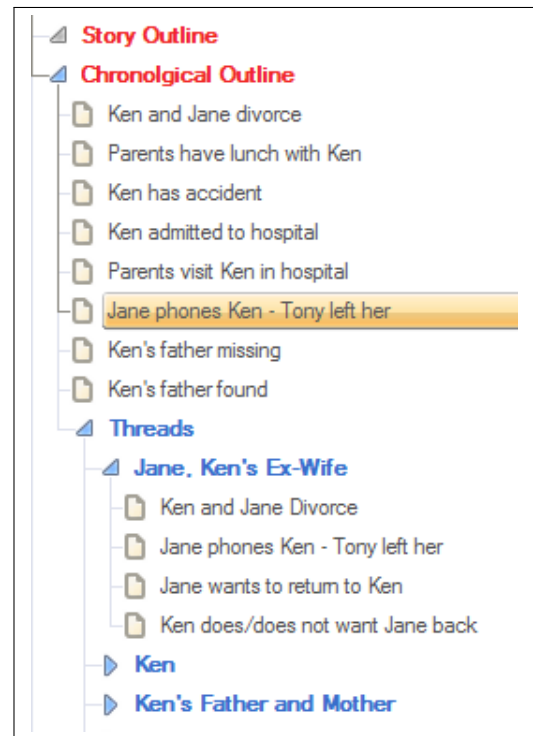 Story Outline
Chronolgical Outline
Ken and Jane divorce
Parents have lunch with Ken
Ken has accident
Ken admitted to hospital
Parents visit Ken in hospital
Jane phones Ken - Tony left her
Ken's father missing
Ken's father found
Threads
Jane, Ken's Ex-Wife
Ken and Jane Divorce
Jane phones Ken - Tony left her
Jane wants to return to Ken
Ken does/does not want Jane back
Ken
Ken's Father and Mother